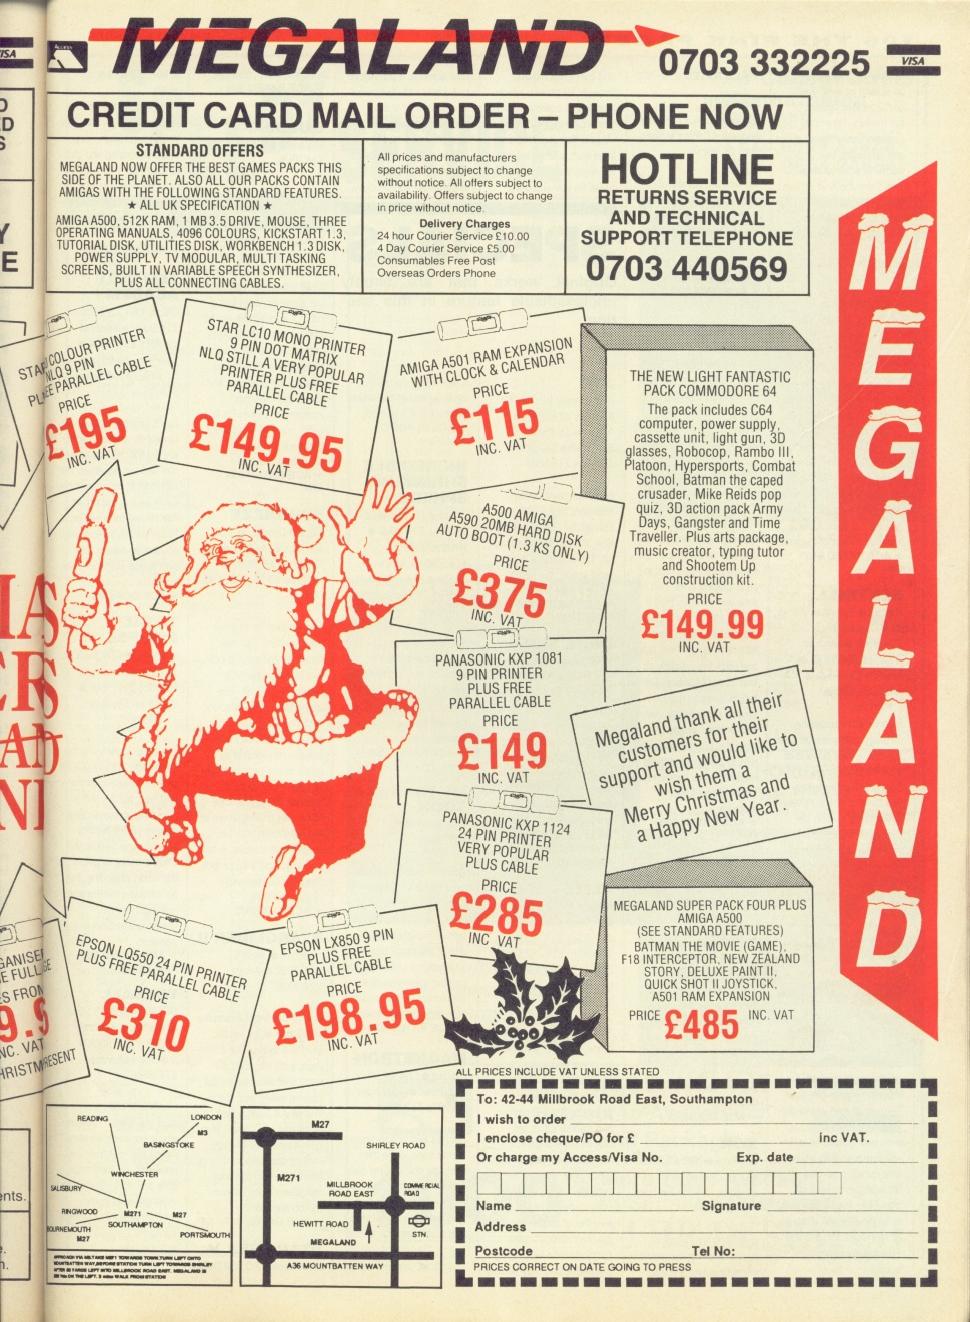 VISA
Access
MEGALAND
0703 332225
VISA
CREDIT CARD MAIL ORDER – PHONE NOW
STANDARD OFFERS
MEGALAND NOW OFFER THE BEST GAMES PACKS THIS
SIDE OF THE PLANET. ALSO ALL OUR PACKS CONTAIN
AMIGAS WITH THE FOLLOWING STANDARD FEATURES.
★ ALL UK SPECIFICATION ★
AMIGA A500, 512K RAM, 1 MB 3.5 DRIVE, MOUSE, THREE
OPERATING MANUALS, 4096 COLOURS, KICKSTART 1.3,
TUTORIAL DISK, UTILITIES DISK, WORKBENCH 1.3 DISK,
POWER SUPPLY, TV MODULAR, MULTI TASKING
SCREENS, BUILT IN VARIABLE SPEECH SYNTHESIZER,
PLUS ALL CONNECTING CABLES.
All prices and manufacturers
specifications subject to change
without notice. All offers subject to
availability. Offers subject to change
in price without notice.
Delivery Charges
24 hour Courier Service £10.00
4 Day Courier Service £5.00
Consumables Free Post
Overseas Orders Phone
HOTLINE
RETURNS SERVICE
AND TECHNICAL
SUPPORT TELEPHONE
0703 440569
COLOUR PRINTER
NLQ 9 PIN
PARALLEL CABLE
PRICE
£195
INC. VAT
STAR LC10 MONO PRINTER
9 PIN DOT MATRIX
NLQ STILL A VERY POPULAR
PRINTER PLUS FREE
PARALLEL CABLE
PRICE
£149.95
INC. VAT
AMIGA A501 RAM EXPANSION
WITH CLOCK & CALENDAR
PRICE
£115
INC. VAT
THE NEW LIGHT FANTASTIC
PACK COMMODORE 64
The pack includes C64
computer, power supply,
cassette unit, light gun, 3D
glasses, Robocop, Rambo III,
Platoon, Hypersports, Combat
School, Batman the caped
crusader, Mike Reids pop
quiz, 3D action pack Army
Days, Gangster and Time
Traveller. Plus arts package,
music creator, typing tutor
and Shootem Up
construction kit.
PRICE
£149.99
INC. VAT
A500 AMIGA
A590 20MB HARD DISK
AUTO BOOT (1.3 KS ONLY)
PRICE
£375
INC. VAT
PANASONIC KXP 1081
9 PIN PRINTER
PLUS FREE
PARALLEL CABLE
PRICE
£149
INC. VAT
Megaland thank all their
customers for their
support and would like to
wish them a
Merry Christmas and
a Happy New Year.
PANASONIC KXP 1124
24 PIN PRINTER
VERY POPULAR
PLUS CABLE
PRICE
£285
INC VAT
MEGALAND SUPER PACK FOUR PLUS
AMIGA A500
(SEE STANDARD FEATURES)
BATMAN THE MOVIE (GAME),
F18 INTERCEPTOR, NEW ZEALAND
STORY, DELUXE PAINT II,
QUICK SHOT II JOYSTICK,
A501 RAM EXPANSION
PRICE £485 INC. VAT
EPSON LQ550 24 PIN PRINTER
PLUS FREE PARALLEL CABLE
PRICE
£310
INC. VAT
EPSON LX850 9 PIN
PLUS FREE
PARALLEL CABLE
PRICE
£198.95
INC. VAT
MEGALAND
ALL PRICES INCLUDE VAT UNLESS STATED
To: 42-44 Millbrook Road East, Southampton
I wish to order
I enclose cheque/PO for £ inc VAT.
Or charge my Access/Visa No. Exp. date
Name Signature
Address
Postcode Tel No:
PRICES CORRECT ON DATE GOING TO PRESS
READING
LONDON
M3
BASINGSTOKE
WINCHESTER
SALISBURY
RINGWOOD
M271
M27
BOURNEMOUTH
SOUTHAMPTON
M27
PORTSMOUTH
M27
SHIRLEY ROAD
M271
MILLBROOK
ROAD EAST
COMMERCIAL
ROAD
HEWITT ROAD
STN.
MEGALAND
A36 MOUNTBATTEN WAY